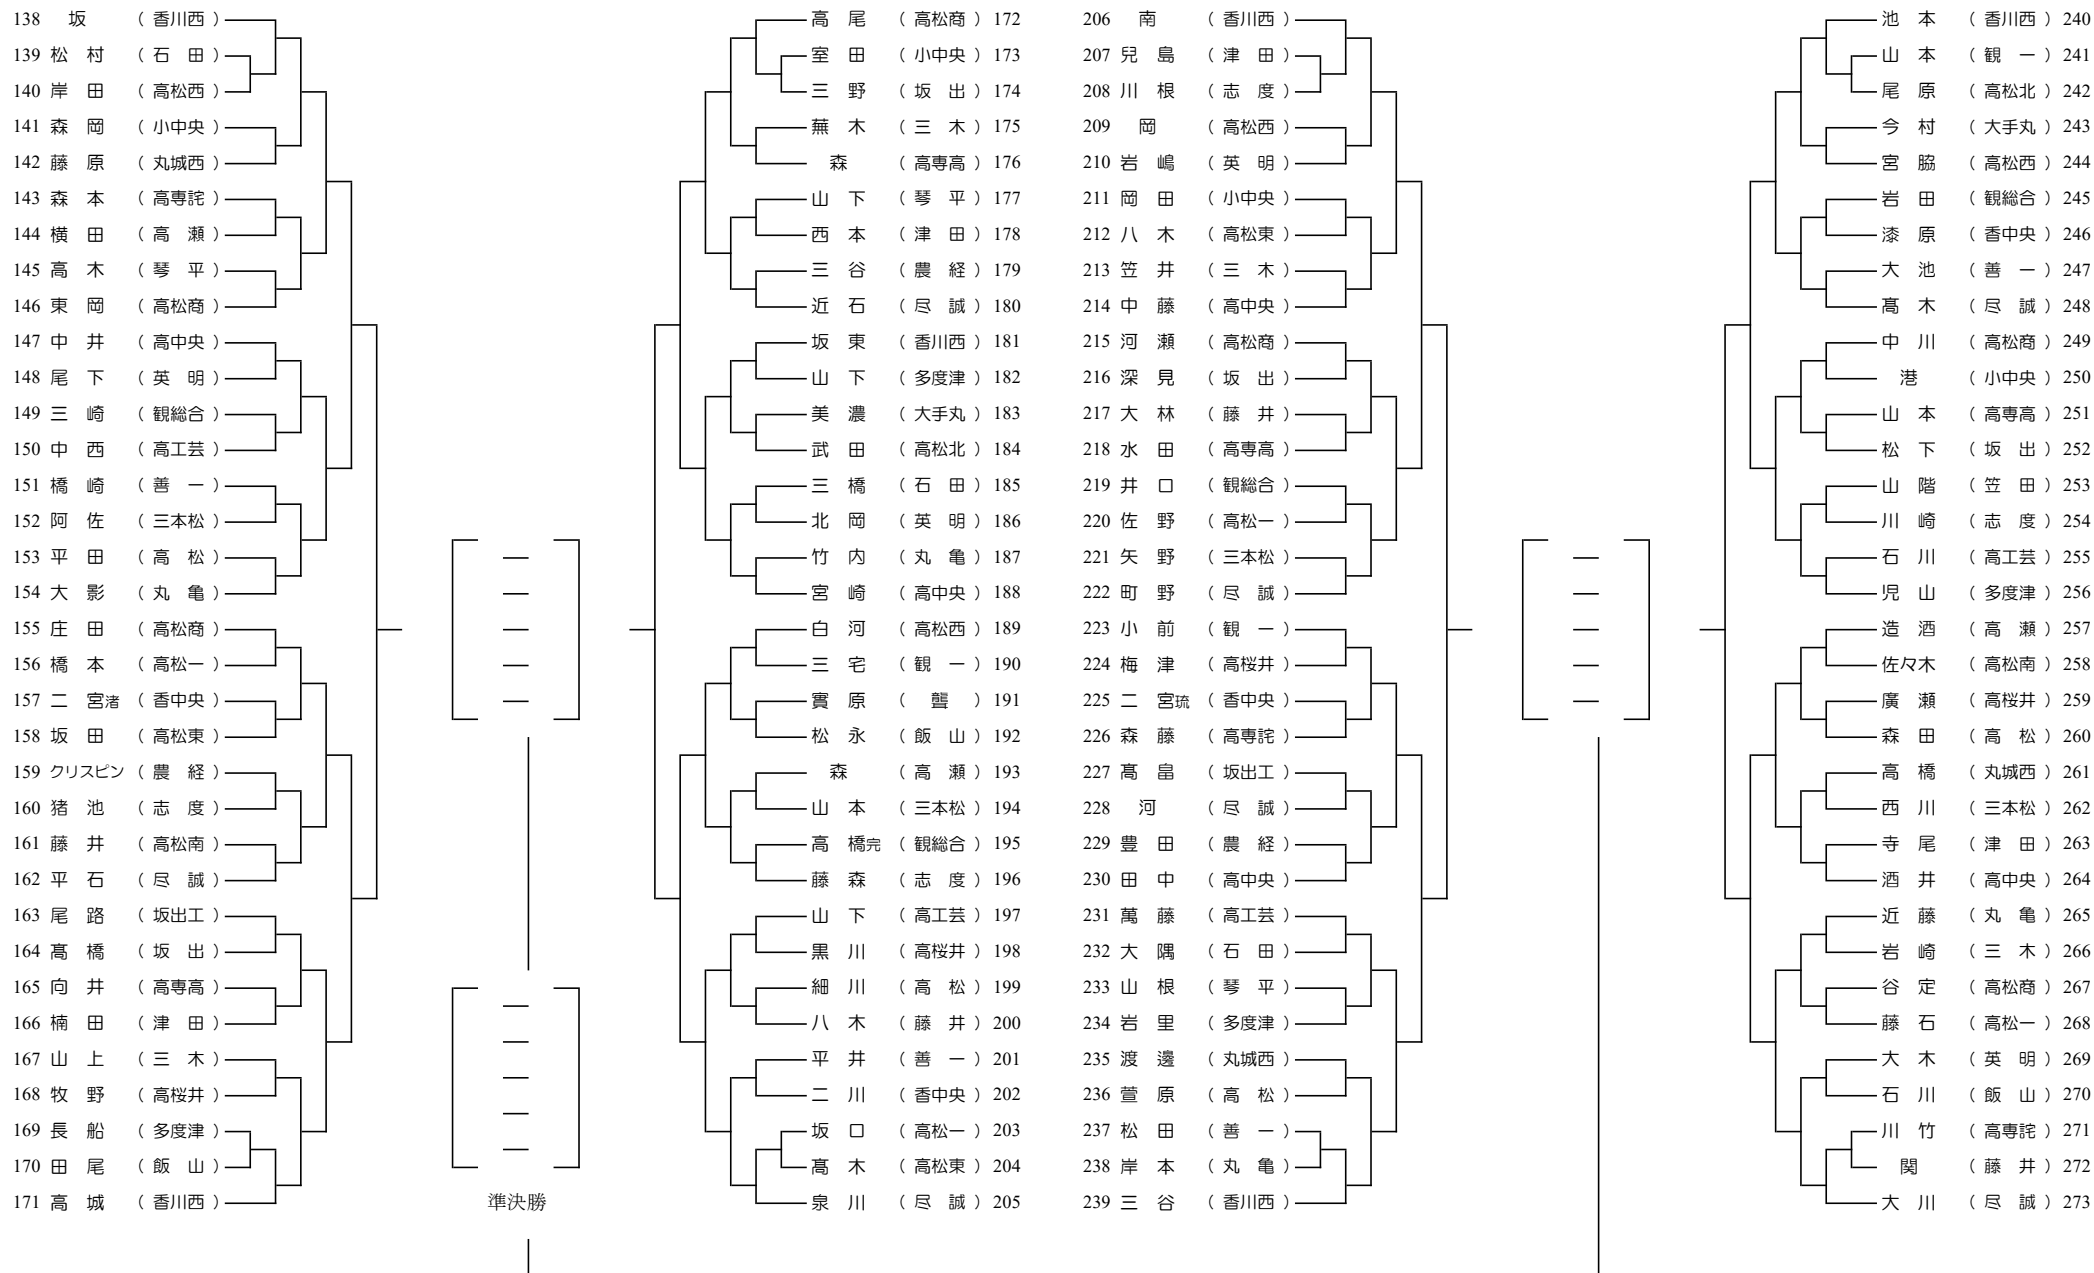 138 坂 ( 香川西 )
139 松 村 ( 石 田 )
140 岸 田 ( 高松西 )
141 森 岡 ( 小中央 )
142 藤 原 ( 丸城西 )
143 森 本 ( 高専詫 )
144 横 田 ( 高 瀬 )
145 高 木 ( 琴 平 )
146 東 岡 ( 高松商 )
147 中 井 ( 高中央 )
148 尾 下 ( 英 明 )
149 三 崎 ( 観総合 )
150 中 西 ( 高工芸 )
151 橋 崎 ( 善 一 )
152 阿 佐 ( 三本松 )
153 平 田 ( 高 松 )
154 大 影 ( 丸 亀 )
155 庄 田 ( 高松商 )
156 橋 本 ( 高松一 )
157 二 宮渚 ( 香中央 )
158 坂 田 ( 高松東 )
159 クリスピン ( 農 経 )
160 猪 池 ( 志 度 )
161 藤 井 ( 高松南 )
162 平 石 ( 尽 誠 )
163 尾 路 ( 坂出工 )
164 髙 橋 ( 坂 出 )
165 向 井 ( 高専高 )
166 楠 田 ( 津 田 )
167 山 上 ( 三 木 )
168 牧 野 ( 高桜井 )
169 長 船 ( 多度津 )
170 田 尾 ( 飯 山 )
171 高 城 ( 香川西 )
準決勝
高 尾 ( 高松商 ) 172
室 田 ( 小中央 ) 173
三 野 ( 坂 出 ) 174
蕪 木 ( 三 木 ) 175
森 ( 高専高 ) 176
山 下 ( 琴 平 ) 177
西 本 ( 津 田 ) 178
三 谷 ( 農 経 ) 179
近 石 ( 尽 誠 ) 180
坂 東 ( 香川西 ) 181
山 下 ( 多度津 ) 182
美 濃 ( 大手丸 ) 183
武 田 ( 高松北 ) 184
三 橋 ( 石 田 ) 185
北 岡 ( 英 明 ) 186
竹 内 ( 丸 亀 ) 187
宮 崎 ( 高中央 ) 188
白 河 ( 高松西 ) 189
三 宅 ( 観 一 ) 190
實 原 ( 聾 ) 191
松 永 ( 飯 山 ) 192
森 ( 高 瀬 ) 193
山 本 ( 三本松 ) 194
高 橋完 ( 観総合 ) 195
藤 森 ( 志 度 ) 196
山 下 ( 高工芸 ) 197
黒 川 ( 高桜井 ) 198
細 川 ( 高 松 ) 199
八 木 ( 藤 井 ) 200
平 井 ( 善 一 ) 201
二 川 ( 香中央 ) 202
坂 口 ( 高松一 ) 203
髙 木 ( 高松東 ) 204
泉 川 ( 尽 誠 ) 205
206 南 ( 香川西 )
207 兒 島 ( 津 田 )
208 川 根 ( 志 度 )
209 岡 ( 高松西 )
210 岩 嶋 ( 英 明 )
211 岡 田 ( 小中央 )
212 八 木 ( 高松東 )
213 笠 井 ( 三 木 )
214 中 藤 ( 高中央 )
215 河 瀬 ( 高松商 )
216 深 見 ( 坂 出 )
217 大 林 ( 藤 井 )
218 水 田 ( 高専高 )
219 井 口 ( 観総合 )
220 佐 野 ( 高松一 )
221 矢 野 ( 三本松 )
222 町 野 ( 尽 誠 )
223 小 前 ( 観 一 )
224 梅 津 ( 高桜井 )
225 二 宮琉 ( 香中央 )
226 森 藤 ( 高専詫 )
227 髙 畠 ( 坂出工 )
228 河 ( 尽 誠 )
229 豊 田 ( 農 経 )
230 田 中 ( 高中央 )
231 萬 藤 ( 高工芸 )
232 大 隅 ( 石 田 )
233 山 根 ( 琴 平 )
234 岩 里 ( 多度津 )
235 渡 邊 ( 丸城西 )
236 萱 原 ( 高 松 )
237 松 田 ( 善 一 )
238 岸 本 ( 丸 亀 )
239 三 谷 ( 香川西 )
池 本 ( 香川西 ) 240
山 本 ( 観 一 ) 241
尾 原 ( 高松北 ) 242
今 村 ( 大手丸 ) 243
宮 脇 ( 高松西 ) 244
岩 田 ( 観総合 ) 245
漆 原 ( 香中央 ) 246
大 池 ( 善 一 ) 247
髙 木 ( 尽 誠 ) 248
中 川 ( 高松商 ) 249
港 ( 小中央 ) 250
山 本 ( 高専高 ) 251
松 下 ( 坂 出 ) 252
山 階 ( 笠 田 ) 253
川 崎 ( 志 度 ) 254
石 川 ( 高工芸 ) 255
児 山 ( 多度津 ) 256
造 酒 ( 高 瀬 ) 257
佐々木 ( 高松南 ) 258
廣 瀬 ( 高桜井 ) 259
森 田 ( 高 松 ) 260
高 橋 ( 丸城西 ) 261
西 川 ( 三本松 ) 262
寺 尾 ( 津 田 ) 263
酒 井 ( 高中央 ) 264
近 藤 ( 丸 亀 ) 265
岩 崎 ( 三 木 ) 266
谷 定 ( 高松商 ) 267
藤 石 ( 高松一 ) 268
大 木 ( 英 明 ) 269
石 川 ( 飯 山 ) 270
川 竹 ( 高専詫 ) 271
関 ( 藤 井 ) 272
大 川 ( 尽 誠 ) 273